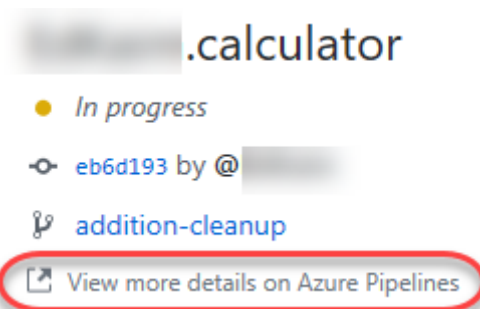 .calculator
In progress
eb6d193 by @
addition-cleanup
View more details on Azure Pipelines